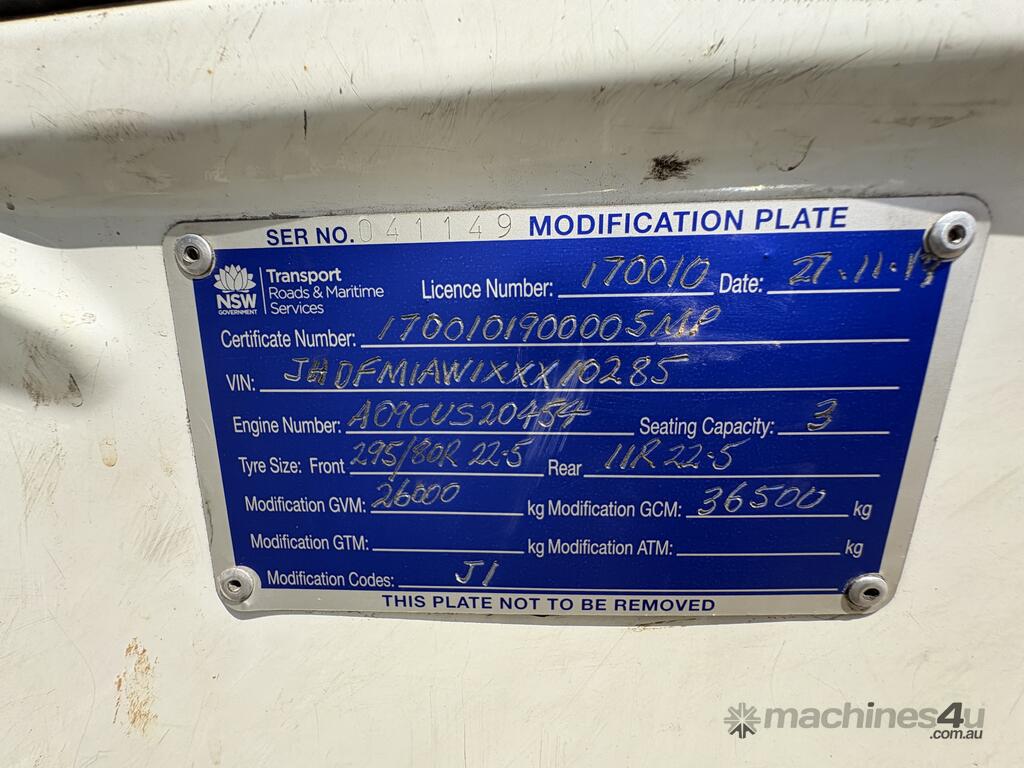 SER NO. 041149 MODIFICATION PLATE
NSW GOVERNMENT
Transport
Roads & Maritime
Services
Licence Number: 170010 Date: 27.11.19
Certificate Number: 1700101900005MP
VIN: JHDFM1AW1XXX10285
Engine Number: A09CUS20454 Seating Capacity: 3
Tyre Size: Front 295/80R 22.5 Rear 11R 22.5
Modification GVM: 26000 kg Modification GCM: 36500 kg
Modification GTM: kg Modification ATM: kg
Modification Codes: J1
THIS PLATE NOT TO BE REMOVED
machines4u
.com.au